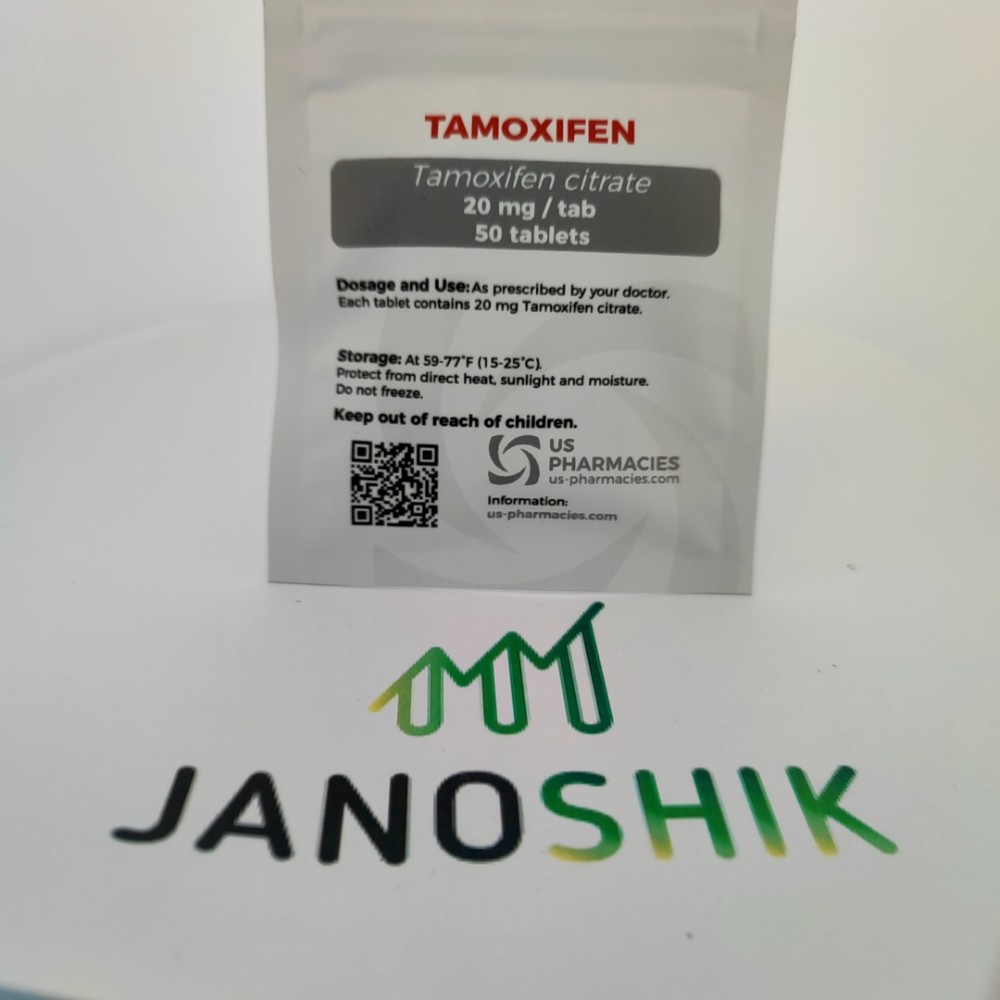 TAMOXIFEN
Tamoxifen citrate
20 mg / tab
50 tablets
Dosage and Use: As prescribed by your doctor.
Each tablet contains 20 mg Tamoxifen citrate.
Storage: At 59-77°F (15-25°C).
Protect from direct heat, sunlight and moisture.
Do not freeze.
Keep out of reach of children.
US
PHARMACIES
us-pharmacies.com
Information:
us-pharmacies.com
JANOSHIK